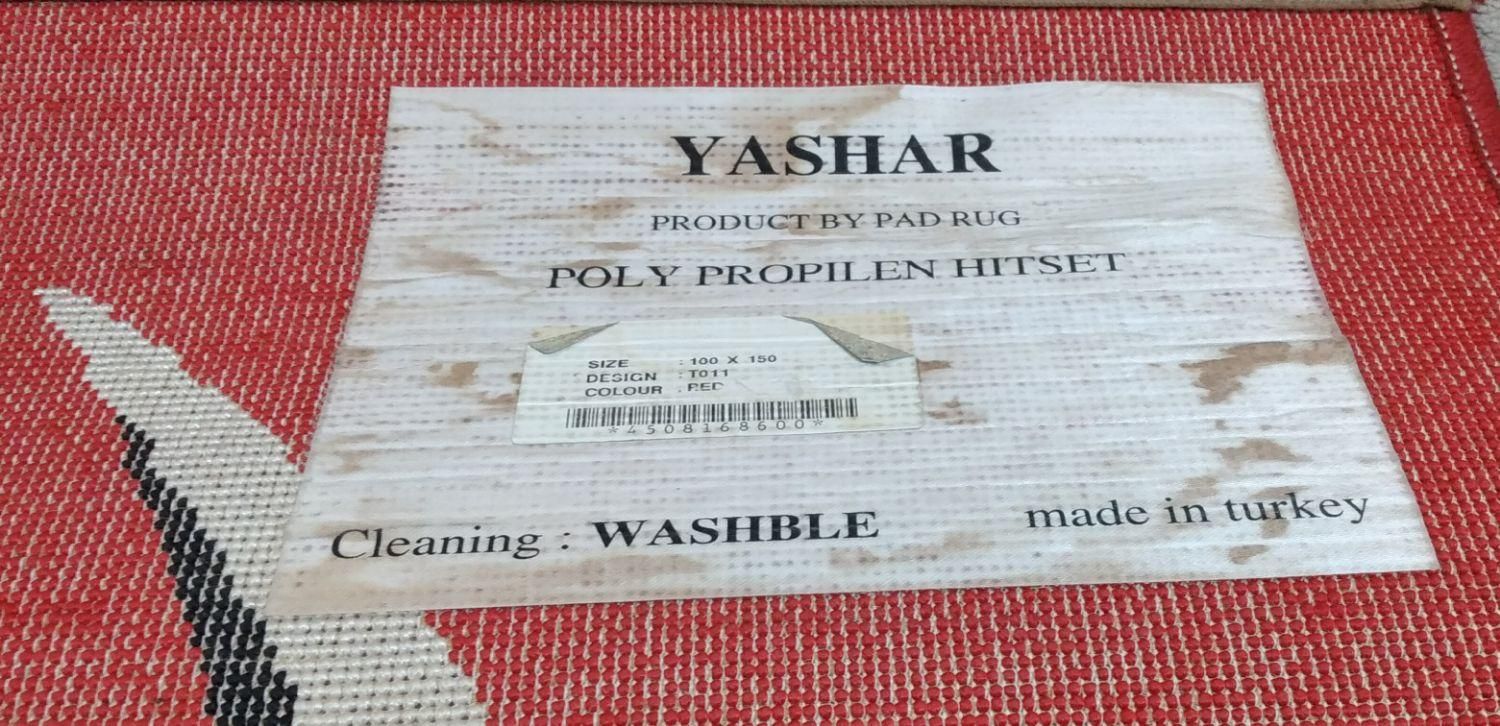 YASHAR
PRODUCT BY PAD RUG
POLY PROPILEN HITSET
SIZE : 100 X 150
DESIGN : T011
COLOUR : RED
*4508168600*
Cleaning : WASHBLE
made in turkey